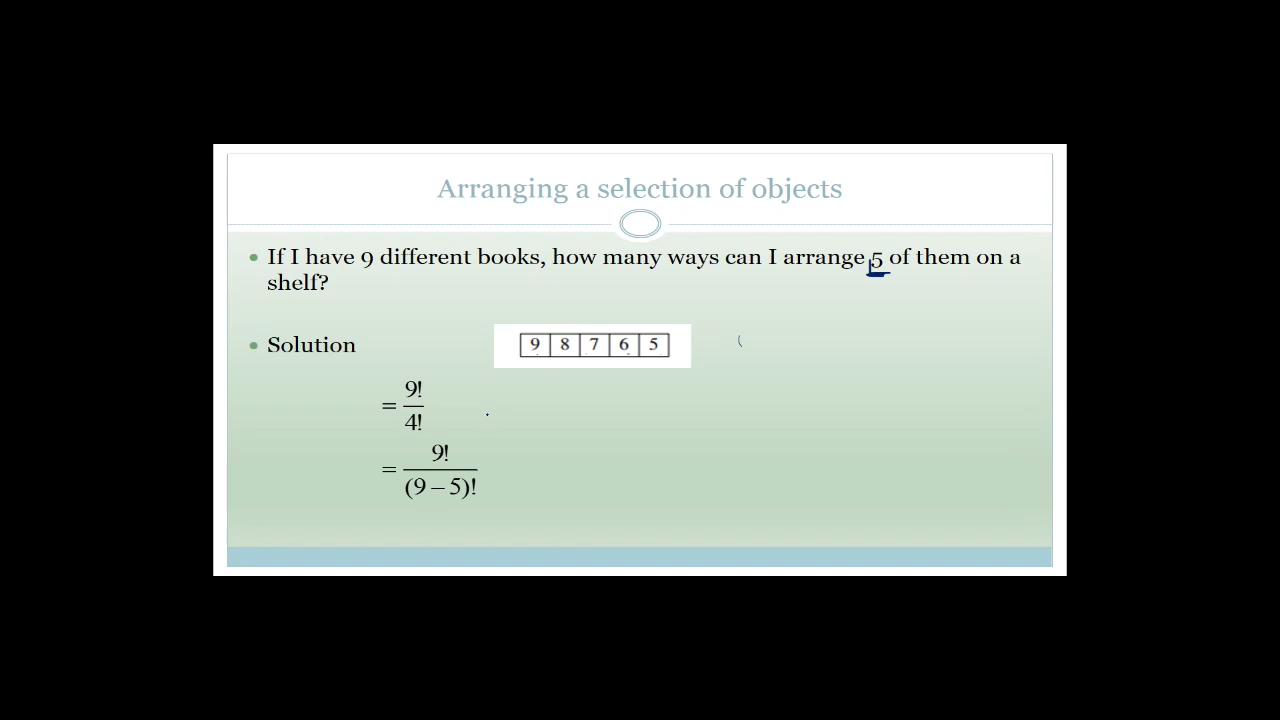 Arranging a selection of objects
• If I have 9 different books, how many ways can I arrange 5 of them on a
shelf?
• Solution
9 8 7 6 5
= 9!/4!
= 9!/(9 – 5)!